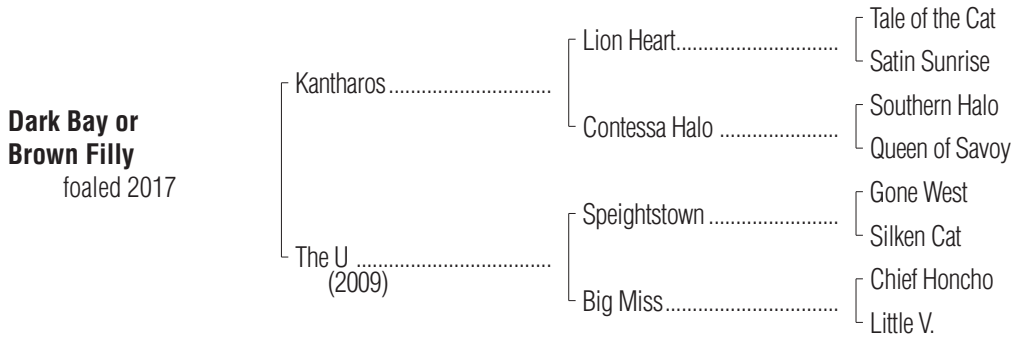 Dark Bay or
Brown Filly
foaled 2017
Kantharos
The U
(2009)
Lion Heart
Contessa Halo
Speightstown
Big Miss
Tale of the Cat
Satin Sunrise
Southern Halo
Queen of Savoy
Gone West
Silken Cat
Chief Honcho
Little V.